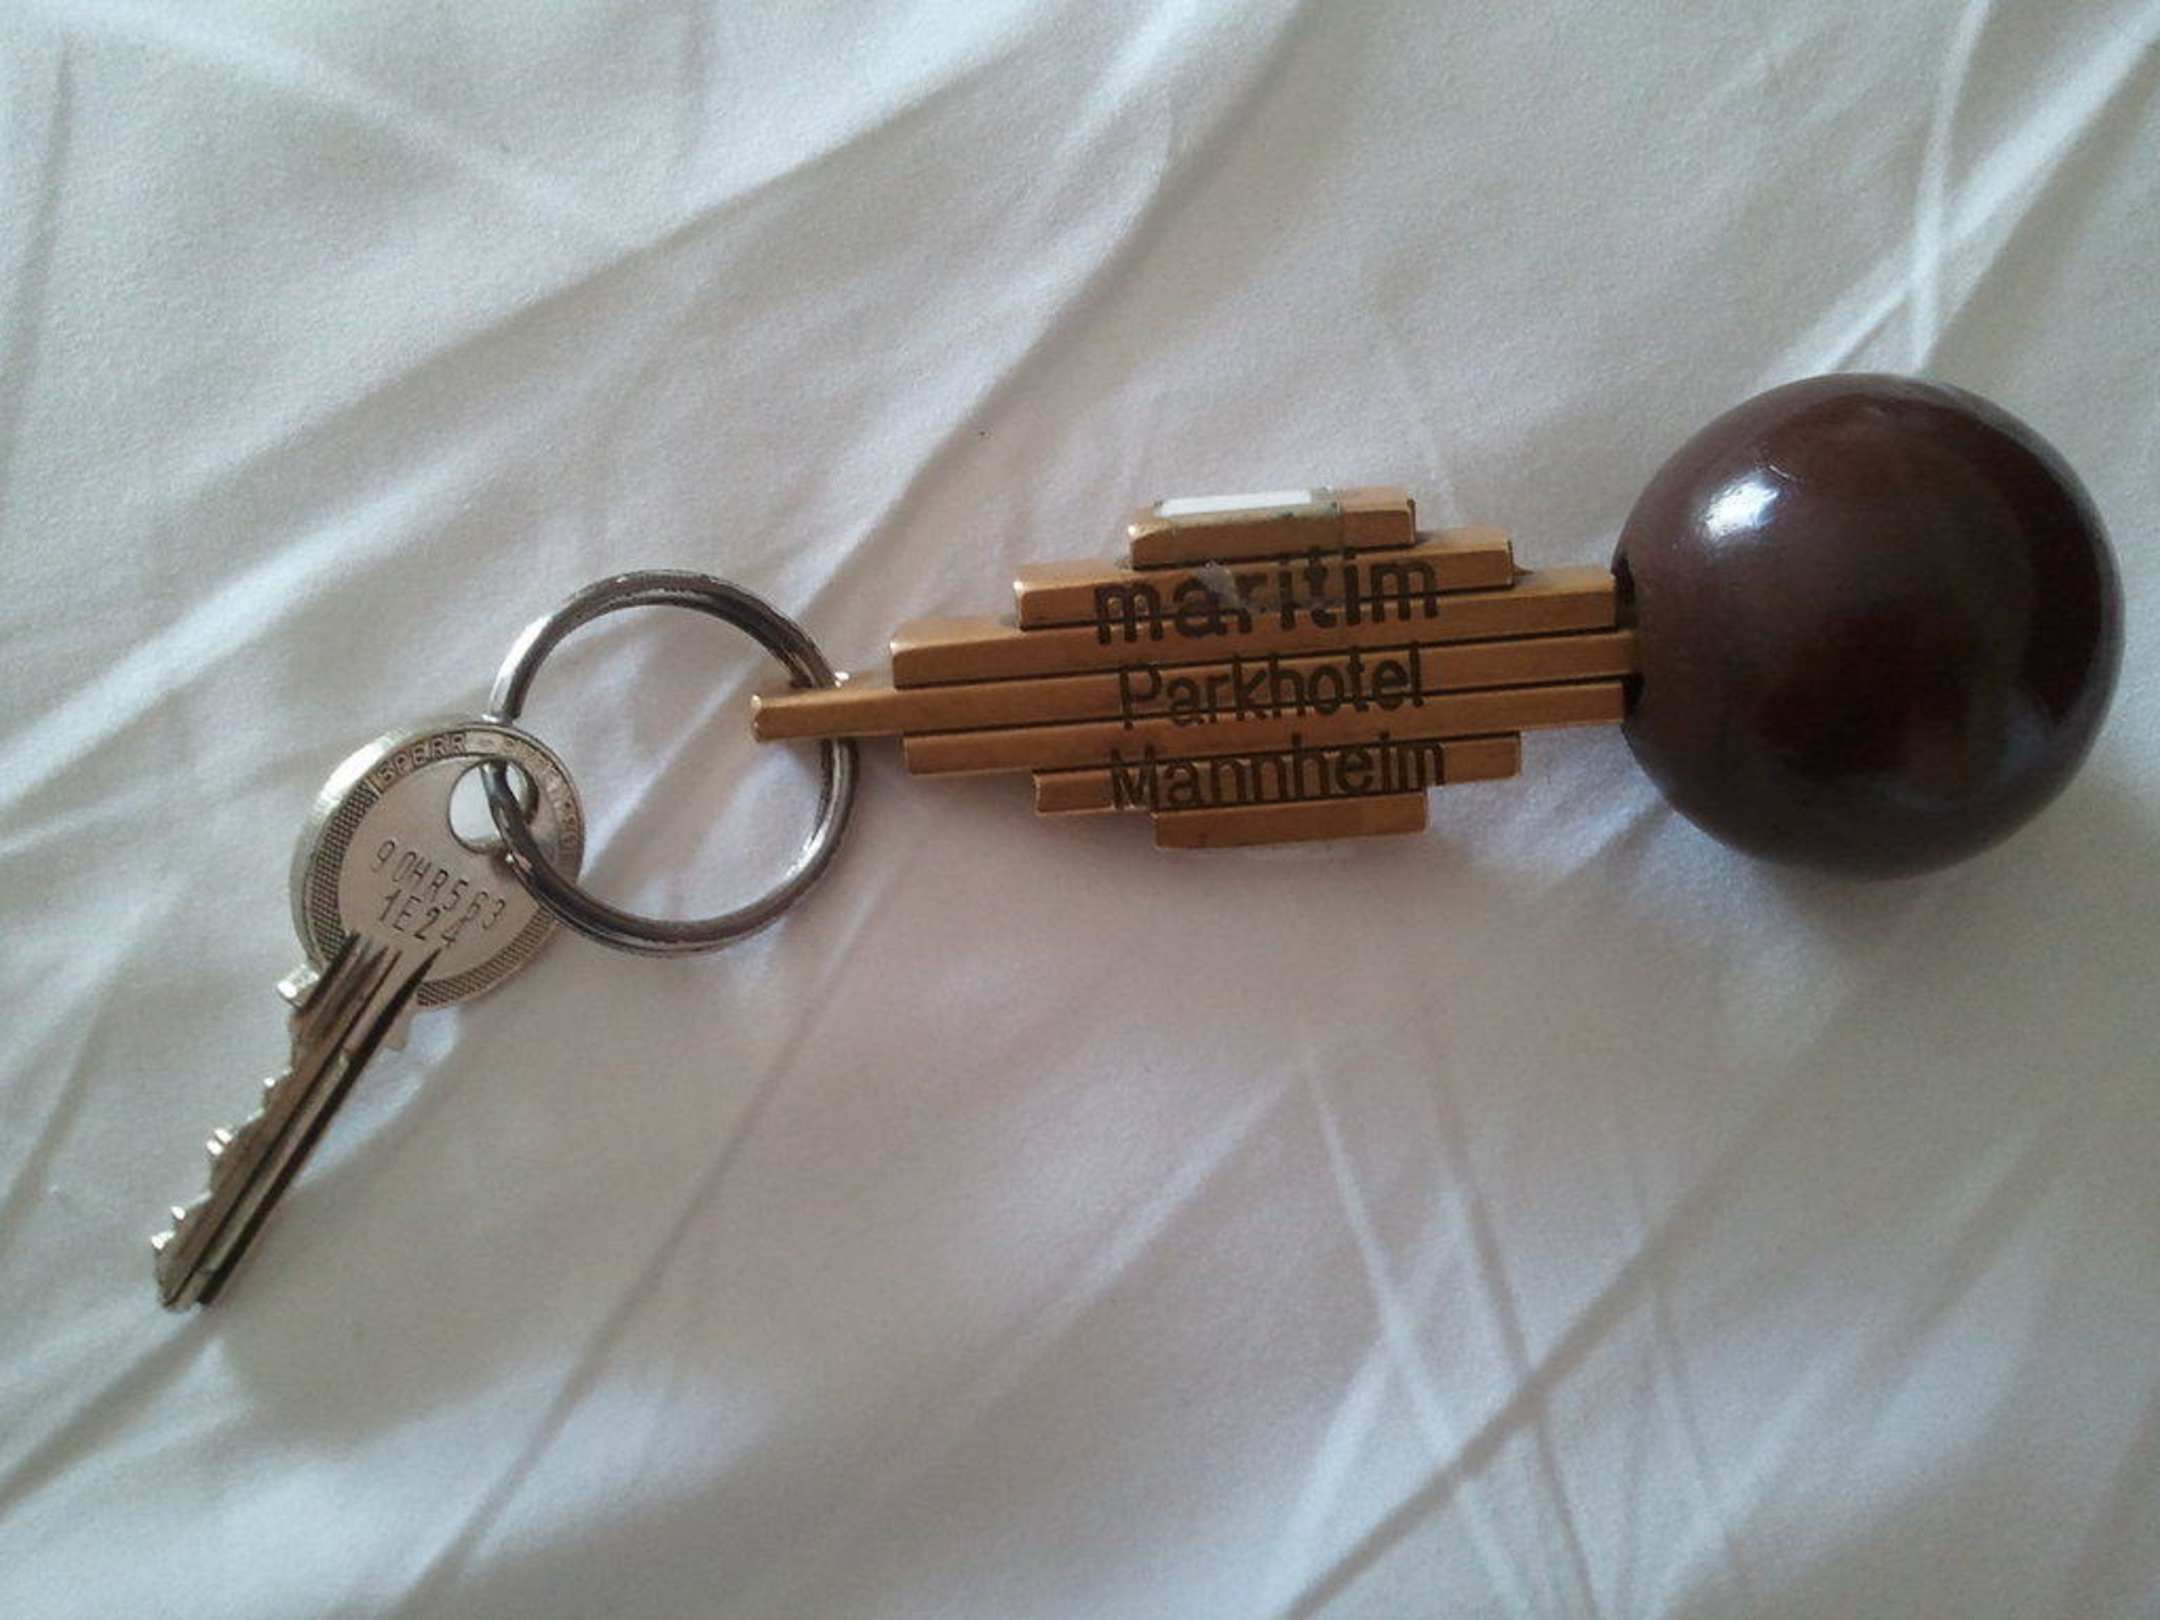 maritim
Parkhotel
Mannheim
90HR563
1E24